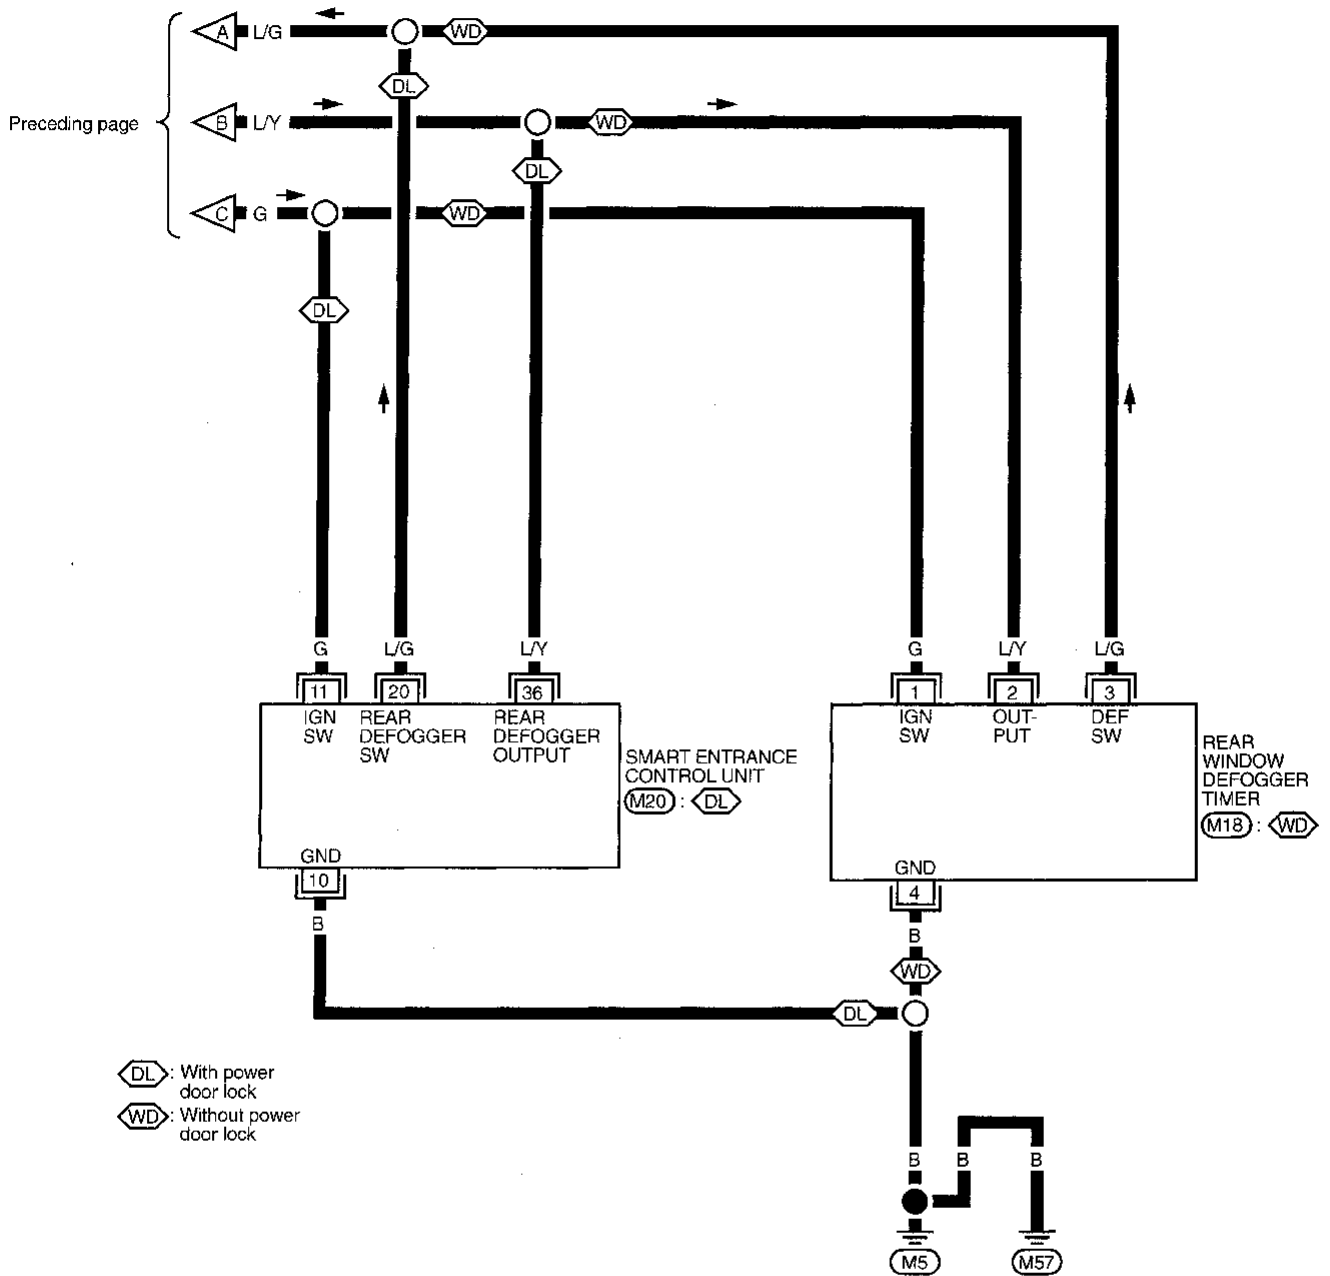 A L/G WD
DL
Preceding page
B L/Y WD
DL
C G WD
DL
G L/G L/Y G L/Y L/G
11 20 36 1 2 3
IGN
SW
REAR
DEFOGGER
SW
REAR
DEFOGGER
OUTPUT
SMART ENTRANCE
CONTROL UNIT
M20 : DL
IGN
SW
OUT-
PUT
DEF
SW
REAR
WINDOW
DEFOGGER
TIMER
M18 : WD
GND
10
B
GND
4
B
WD
DL
DL : With power
door lock
WD : Without power
door lock
B B B
M5 M57